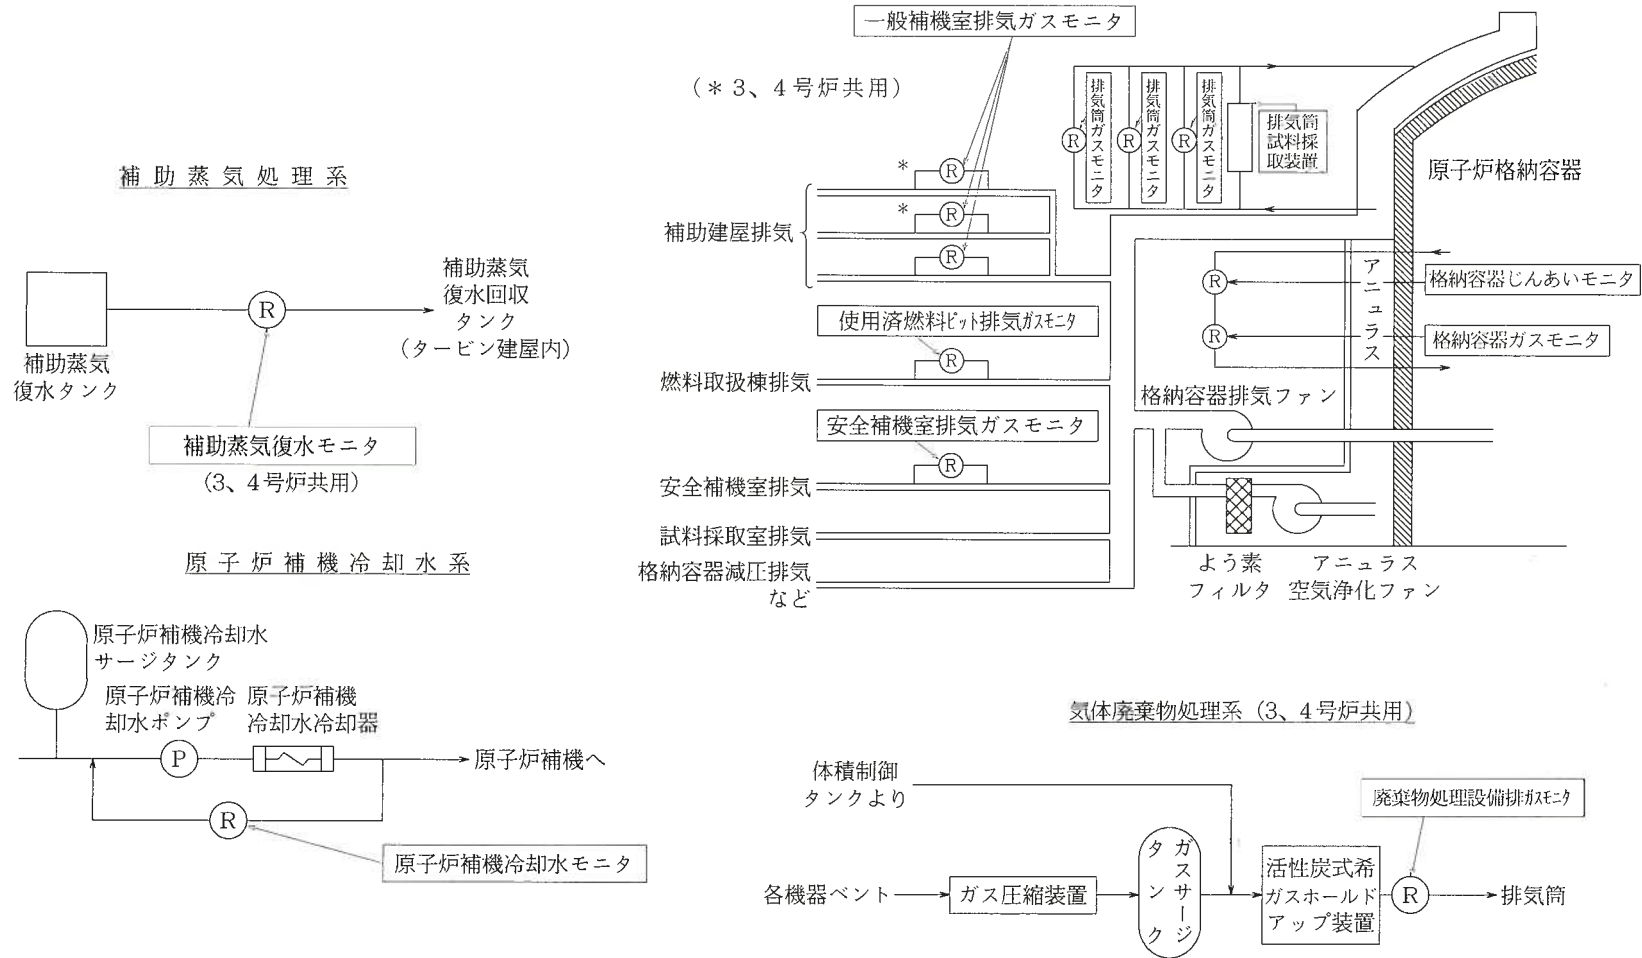 補助蒸気処理系
補助蒸気
復水タンク
R
補助蒸気
復水回収
タンク
（タービン建屋内）
補助蒸気復水モニタ
（3、4号炉共用）
原子炉補機冷却水系
原子炉補機冷却水
サージタンク
原子炉補機冷
却水ポンプ
原子炉補機
冷却水冷却器
P
原子炉補機へ
R
原子炉補機冷却水モニタ
一般補機室排気ガスモニタ
（＊3、4号炉共用）
＊
R
＊
R
R
補助建屋排気
使用済燃料ピット排気ガスモニタ
R
燃料取扱棟排気
安全補機室排気ガスモニタ
R
安全補機室排気
試料採取室排気
格納容器減圧排気
など
R
排気筒ガスモニタ
R
排気筒ガスモニタ
R
排気筒ガスモニタ
排気筒
試料採
取装置
原子炉格納容器
アニュラス
R
格納容器じんあいモニタ
R
格納容器ガスモニタ
格納容器排気ファン
よう素
フィルタ
アニュラス
空気浄化ファン
気体廃棄物処理系（3、4号炉共用）
体積制御
タンクより
各機器ベント
ガス圧縮装置
ガスサージ
タンク
活性炭式希
ガスホールド
アップ装置
廃棄物処理設備排ガスモニタ
R
排気筒